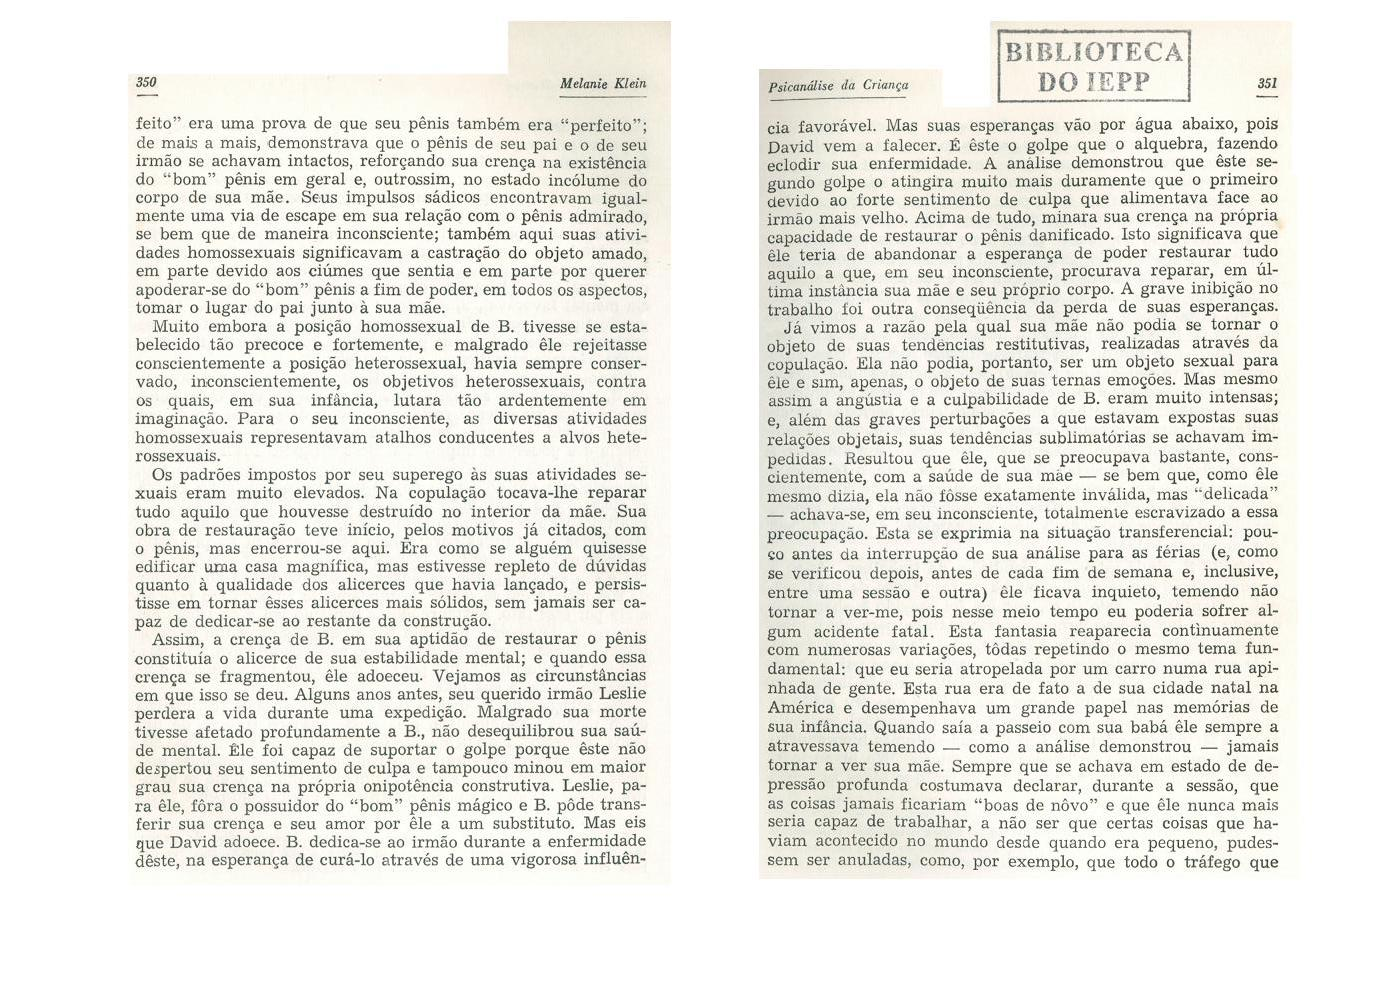 350
Melanie Klein
feito” era uma prova de que seu pênis também era “perfeito”;
de mais a mais, demonstrava que o pênis de seu pai e o de seu
irmão se achavam intactos, reforçando sua crença na existência
do “bom” pênis em geral e, outrossim, no estado incólume do
corpo de sua mãe. Seus impulsos sádicos encontravam igual-
mente uma via de escape em sua relação com o pênis admirado,
se bem que de maneira inconsciente; também aqui suas ativi-
dades homossexuais significavam a castração do objeto amado,
em parte devido aos ciúmes que sentia e em parte por querer
apoderar-se do “bom” pênis a fim de poder, em todos os aspectos,
tomar o lugar do pai junto à sua mãe.
Muito embora a posição homossexual de B. tivesse se esta-
belecido tão precoce e fortemente, e malgrado êle rejeitasse
conscientemente a posição heterossexual, havia sempre conser-
vado, inconscientemente, os objetivos heterossexuais, contra
os quais, em sua infância, lutara tão ardentemente em
imaginação. Para o seu inconsciente, as diversas atividades
homossexuais representavam atalhos conducentes a alvos hete-
rossexuais.
Os padrões impostos por seu superego às suas atividades se-
xuais eram muito elevados. Na copulação tocava-lhe reparar
tudo aquilo que houvesse destruído no interior da mãe. Sua
obra de restauração teve início, pelos motivos já citados, com
o pênis, mas encerrou-se aqui. Era como se alguém quisesse
edificar uma casa magnífica, mas estivesse repleto de dúvidas
quanto à qualidade dos alicerces que havia lançado, e persis-
tisse em tornar êsses alicerces mais sólidos, sem jamais ser ca-
paz de dedicar-se ao restante da construção.
Assim, a crença de B. em sua aptidão de restaurar o pênis
constituía o alicerce de sua estabilidade mental; e quando essa
crença se fragmentou, êle adoeceu. Vejamos as circunstâncias
em que isso se deu. Alguns anos antes, seu querido irmão Leslie
perdera a vida durante uma expedição. Malgrado sua morte
tivesse afetado profundamente a B., não desequilibrou sua saú-
de mental. Êle foi capaz de suportar o golpe porque êste não
despertou seu sentimento de culpa e tampouco minou em maior
grau sua crença na própria onipotência construtiva. Leslie, pa-
ra êle, fôra o possuidor do “bom” pênis mágico e B. pôde trans-
ferir sua crença e seu amor por êle a um substituto. Mas eis
que David adoece. B. dedica-se ao irmão durante a enfermidade
dêste, na esperança de curá-lo através de uma vigorosa influên-
Psicanálise da Criança
BIBLIOTECA
DO IEPP
351
cia favorável. Mas suas esperanças vão por água abaixo, pois
David vem a falecer. É êste o golpe que o alquebra, fazendo
eclodir sua enfermidade. A análise demonstrou que êste se-
gundo golpe o atingira muito mais duramente que o primeiro
devido ao forte sentimento de culpa que alimentava face ao
irmão mais velho. Acima de tudo, minara sua crença na própria
capacidade de restaurar o pênis danificado. Isto significava que
êle teria de abandonar a esperança de poder restaurar tudo
aquilo a que, em seu inconsciente, procurava reparar, em úl-
tima instância sua mãe e seu próprio corpo. A grave inibição no
trabalho foi outra conseqüência da perda de suas esperanças.
Já vimos a razão pela qual sua mãe não podia se tornar o
objeto de suas tendências restitutivas, realizadas através da
copulação. Ela não podia, portanto, ser um objeto sexual para
êle e sim, apenas, o objeto de suas ternas emoções. Mas mesmo
assim a angústia e a culpabilidade de B. eram muito intensas;
e, além das graves perturbações a que estavam expostas suas
relações objetais, suas tendências sublimatórias se achavam im-
pedidas. Resultou que êle, que se preocupava bastante, cons-
cientemente, com a saúde de sua mãe — se bem que, como êle
mesmo dizia, ela não fôsse exatamente inválida, mas “delicada”
— achava-se, em seu inconsciente, totalmente escravizado a essa
preocupação. Esta se exprimia na situação transferencial: pou-
co antes da interrupção de sua análise para as férias (e, como
se verificou depois, antes de cada fim de semana e, inclusive,
entre uma sessão e outra) êle ficava inquieto, temendo não
tornar a ver-me, pois nesse meio tempo eu poderia sofrer al-
gum acidente fatal. Esta fantasia reaparecia continuamente
com numerosas variações, tôdas repetindo o mesmo tema fun-
damental: que eu seria atropelada por um carro numa rua api-
nhada de gente. Esta rua era de fato a de sua cidade natal na
América e desempenhava um grande papel nas memórias de
sua infância. Quando saía a passeio com sua babá êle sempre a
atravessava temendo — como a análise demonstrou — jamais
tornar a ver sua mãe. Sempre que se achava em estado de de-
pressão profunda costumava declarar, durante a sessão, que
as coisas jamais ficariam “boas de nôvo” e que êle nunca mais
seria capaz de trabalhar, a não ser que certas coisas que ha-
viam acontecido no mundo desde quando era pequeno, pudes-
sem ser anuladas, como, por exemplo, que todo o tráfego que